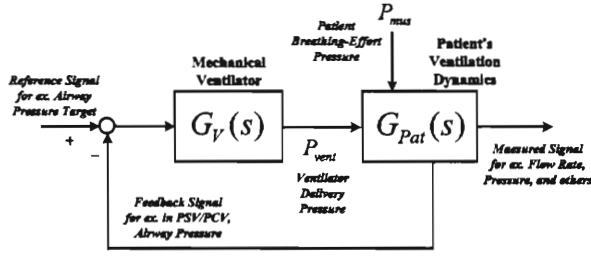 P_mus
Patient
Breathing-Effort
Pressure
Patient's
Ventilation
Dynamics
Mechanical
Ventilator
Reference Signal
for ex. Airway
Pressure Target
+
−
G_V(s)
P_vent
Ventilator
Delivery
Pressure
G_Pat(s)
Measured Signal
for ex. Flow Rate,
Pressure, and others
Feedback Signal
for ex. in PSV/PCV,
Airway Pressure